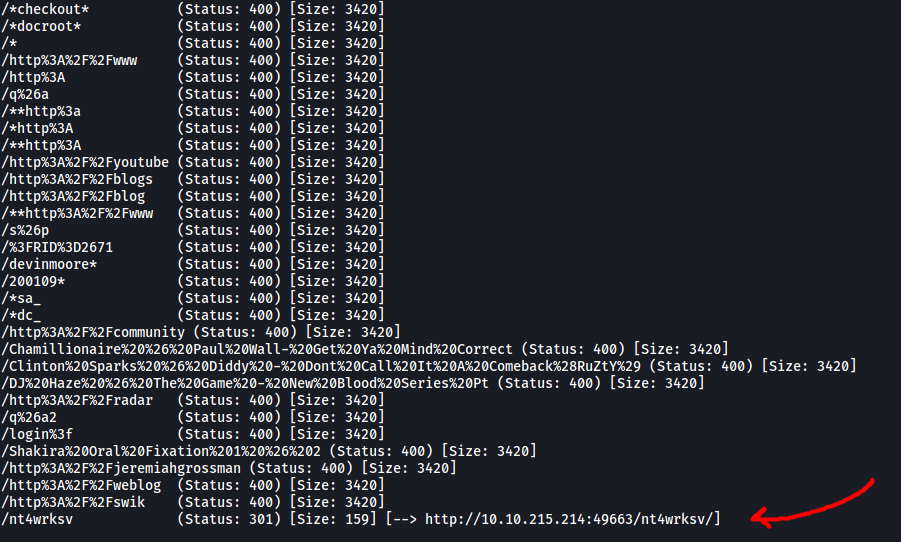 /*checkout* (Status: 400) [Size: 3420]
/*docroot* (Status: 400) [Size: 3420]
/* (Status: 400) [Size: 3420]
/http%3A%2F%2Fwww (Status: 400) [Size: 3420]
/http%3A (Status: 400) [Size: 3420]
/q%26a (Status: 400) [Size: 3420]
/**http%3a (Status: 400) [Size: 3420]
/*http%3A (Status: 400) [Size: 3420]
/**http%3A (Status: 400) [Size: 3420]
/http%3A%2F%2Fyoutube (Status: 400) [Size: 3420]
/http%3A%2F%2Fblogs (Status: 400) [Size: 3420]
/http%3A%2F%2Fblog (Status: 400) [Size: 3420]
/**http%3A%2F%2Fwww (Status: 400) [Size: 3420]
/s%26p (Status: 400) [Size: 3420]
/%3FRID%3D2671 (Status: 400) [Size: 3420]
/devinmoore* (Status: 400) [Size: 3420]
/200109* (Status: 400) [Size: 3420]
/*sa_ (Status: 400) [Size: 3420]
/*dc_ (Status: 400) [Size: 3420]
/http%3A%2F%2Fcommunity (Status: 400) [Size: 3420]
/Chamillionaire%20%26%20Paul%20Wall-%20Get%20Ya%20Mind%20Correct (Status: 400) [Size: 3420]
/Clinton%20Sparks%20%26%20Diddy%20-%20Dont%20Call%20It%20A%20Comeback%28RuZtY%29 (Status: 400) [Size: 3420]
/DJ%20Haze%20%26%20The%20Game%20-%20New%20Blood%20Series%20Pt (Status: 400) [Size: 3420]
/http%3A%2F%2Fradar (Status: 400) [Size: 3420]
/q%26a2 (Status: 400) [Size: 3420]
/login%3f (Status: 400) [Size: 3420]
/Shakira%20Oral%20Fixation%201%20%26%202 (Status: 400) [Size: 3420]
/http%3A%2F%2Fjeremiahgrossman (Status: 400) [Size: 3420]
/http%3A%2F%2Fweblog (Status: 400) [Size: 3420]
/http%3A%2F%2Fswik (Status: 400) [Size: 3420]
/nt4wrksv (Status: 301) [Size: 159] [--> http://10.10.215.214:49663/nt4wrksv/]